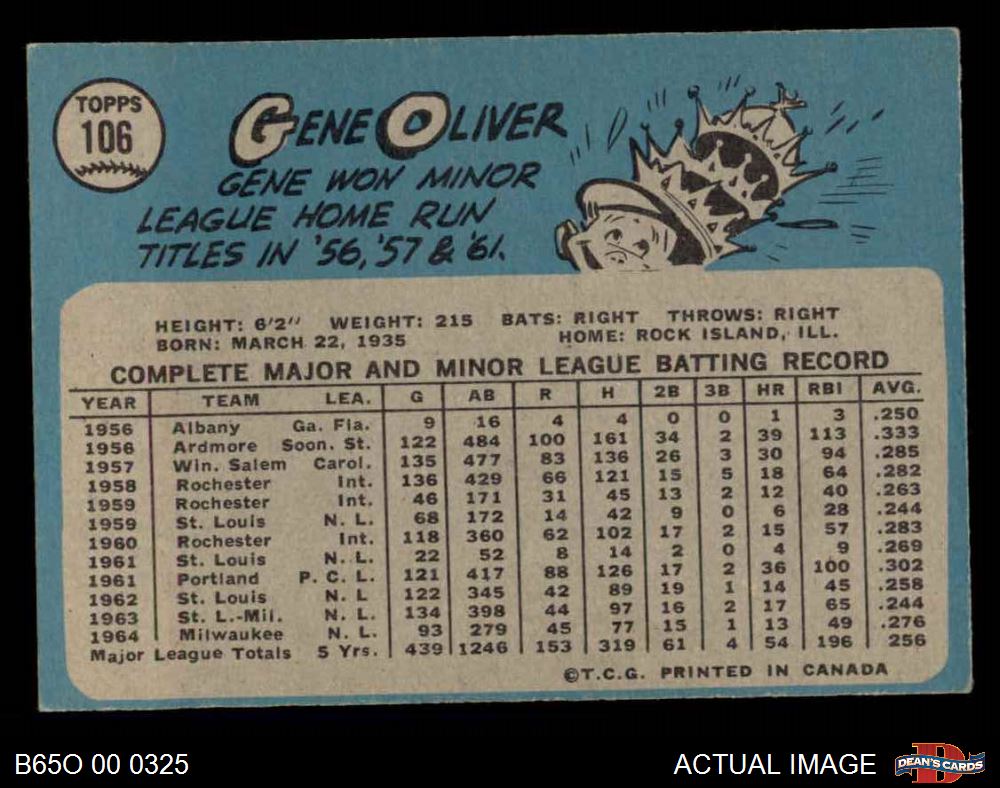 TOPPS
106
GENE OLIVER
GENE WON MINOR
LEAGUE HOME RUN
TITLES IN '56, '57 & '61.
HEIGHT: 6'2" WEIGHT: 215 BATS: RIGHT THROWS: RIGHT
BORN: MARCH 22, 1935 HOME: ROCK ISLAND, ILL.
COMPLETE MAJOR AND MINOR LEAGUE BATTING RECORD
YEAR TEAM LEA. G AB R H 2B 3B HR RBI AVG.
1956 Albany Ga. Fla. 9 16 4 4 0 0 1 3 .250
1956 Ardmore Soon. St. 122 484 100 161 34 2 39 113 .333
1957 Win. Salem Carol. 135 477 83 136 26 3 30 94 .285
1958 Rochester Int. 136 429 66 121 15 5 18 64 .282
1959 Rochester Int. 46 171 31 45 13 2 12 40 .263
1959 St. Louis N. L. 68 172 14 42 9 0 6 28 .244
1960 Rochester Int. 118 360 62 102 17 2 15 57 .283
1961 St. Louis N. L. 22 52 8 14 2 0 4 9 .269
1961 Portland P. C. L. 121 417 88 126 17 2 36 100 .302
1962 St. Louis N. L 122 345 42 89 19 1 14 45 .258
1963 St. L.-Mil. N. L. 134 398 44 97 16 2 17 65 .244
1964 Milwaukee N. L. 93 279 45 77 15 1 13 49 .276
Major League Totals 5 Yrs. 439 1246 153 319 61 4 54 196 .256
©T.C.G. PRINTED IN CANADA
B65O 00 0325 ACTUAL IMAGE
DEAN'S CARDS